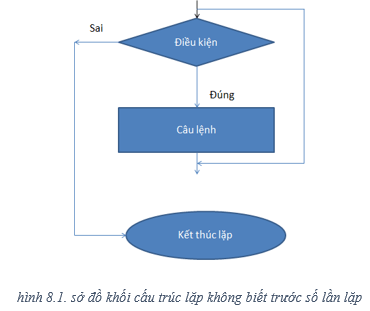 Sai
Điều kiện
Đúng
Câu lệnh
Kết thúc lặp
hình 8.1. sở đồ khối cấu trúc lặp không biết trước số lần lặp